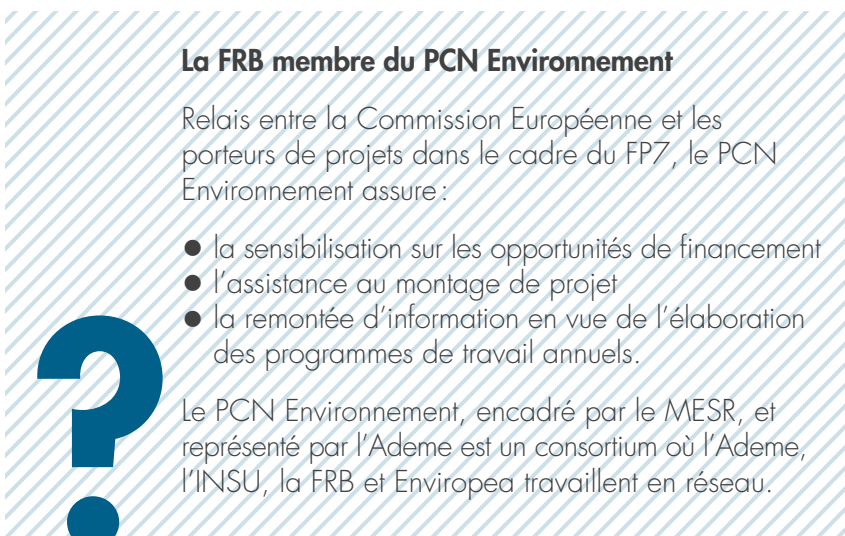 La FRB membre du PCN Environnement
Relais entre la Commission Européenne et les
porteurs de projets dans le cadre du FP7, le PCN
Environnement assure :
● la sensibilisation sur les opportunités de financement
● l’assistance au montage de projet
● la remontée d’information en vue de l’élaboration
des programmes de travail annuels.
Le PCN Environnement, encadré par le MESR, et
représenté par l’Ademe est un consortium où l’Ademe,
l’INSU, la FRB et Enviropea travaillent en réseau.
?